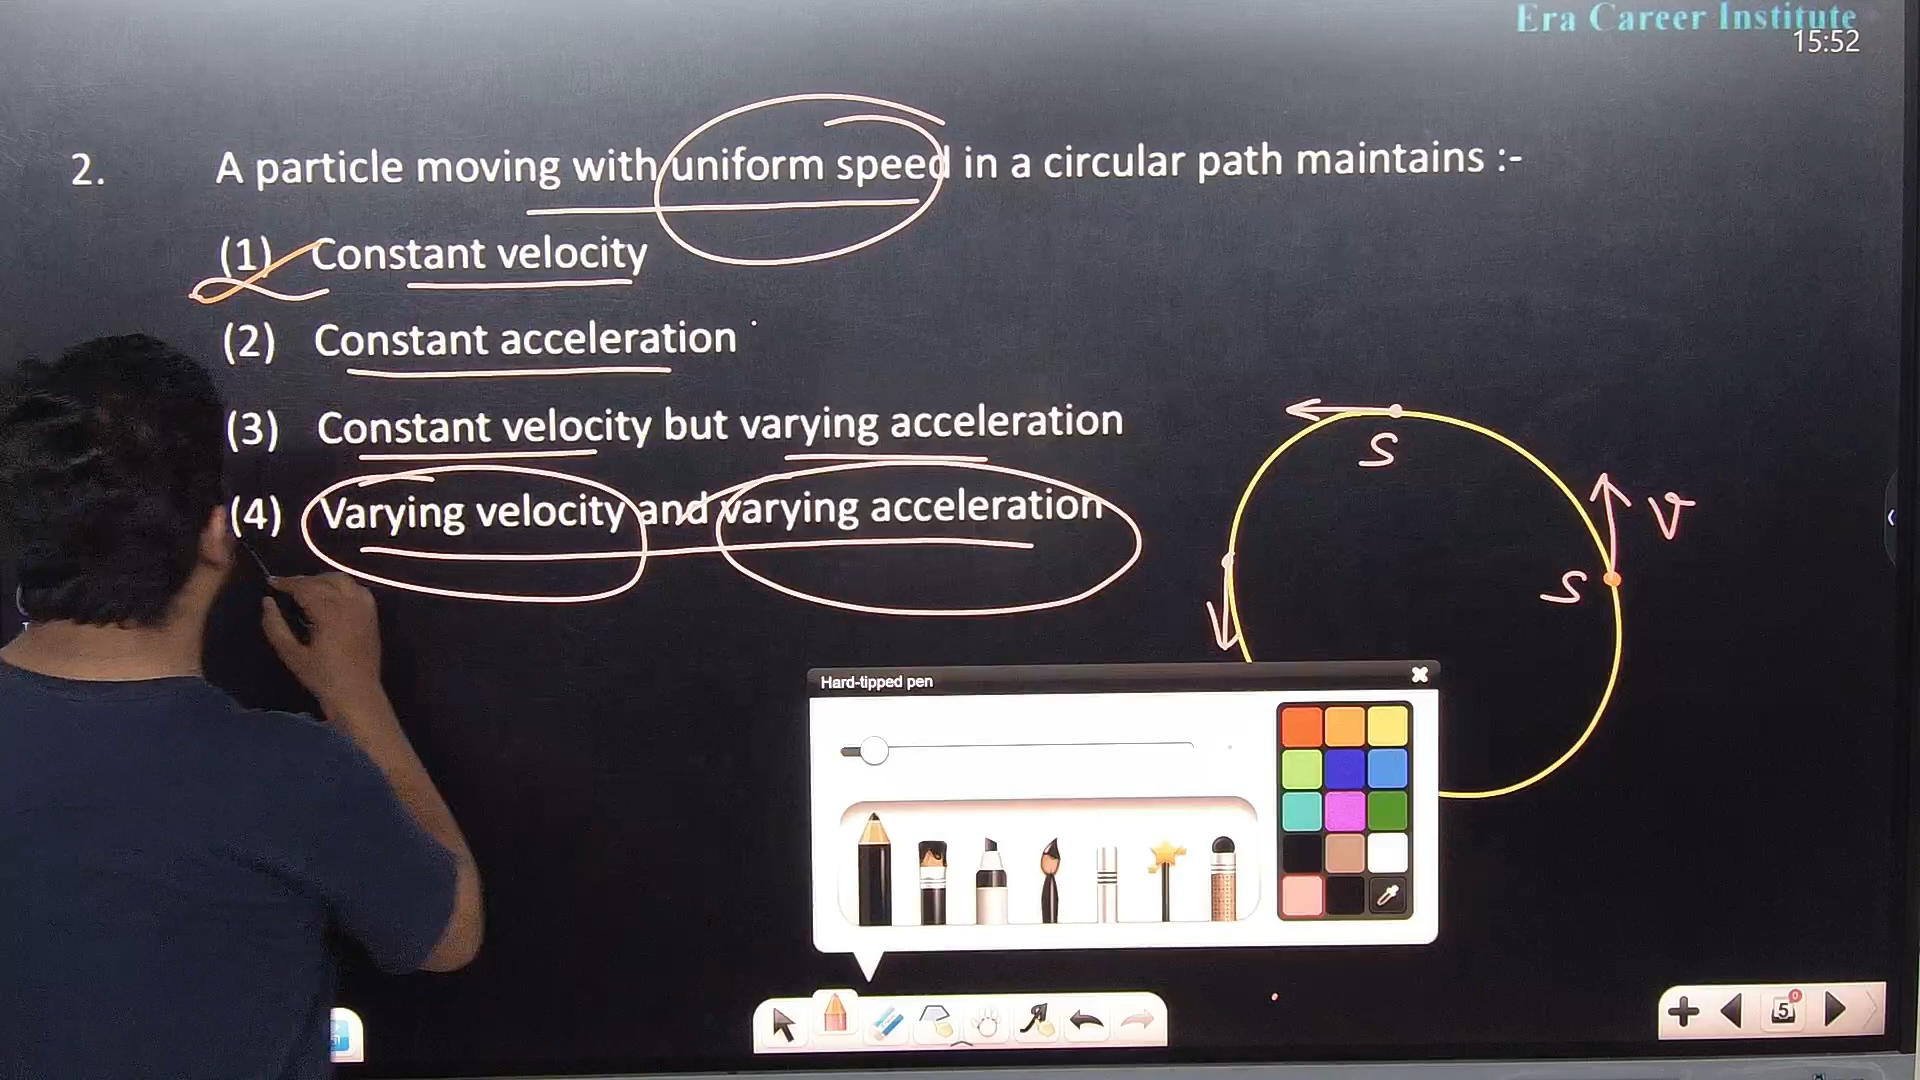 Era Career Institute
15:52
2. A particle moving with uniform speed in a circular path maintains :-
(1) Constant velocity
(2) Constant acceleration
(3) Constant velocity but varying acceleration
(4) Varying velocity and varying acceleration
S
v
S
Hard-tipped pen
5
0